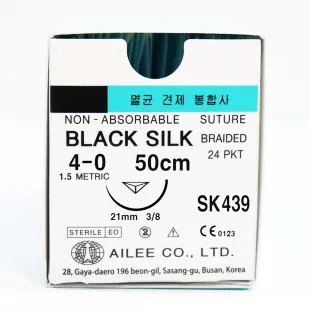 멸균 견제 봉합사
NON - ABSORBABLE SUTURE
BLACK SILK BRAIDED
4-0 50cm 24 PKT
1.5 METRIC
21mm 3/8 SK439
STERILE EO 2 CE 0123
AILEE CO., LTD.
28, Gaya-daero 196 beon-gil, Sasang-gu, Busan, Korea